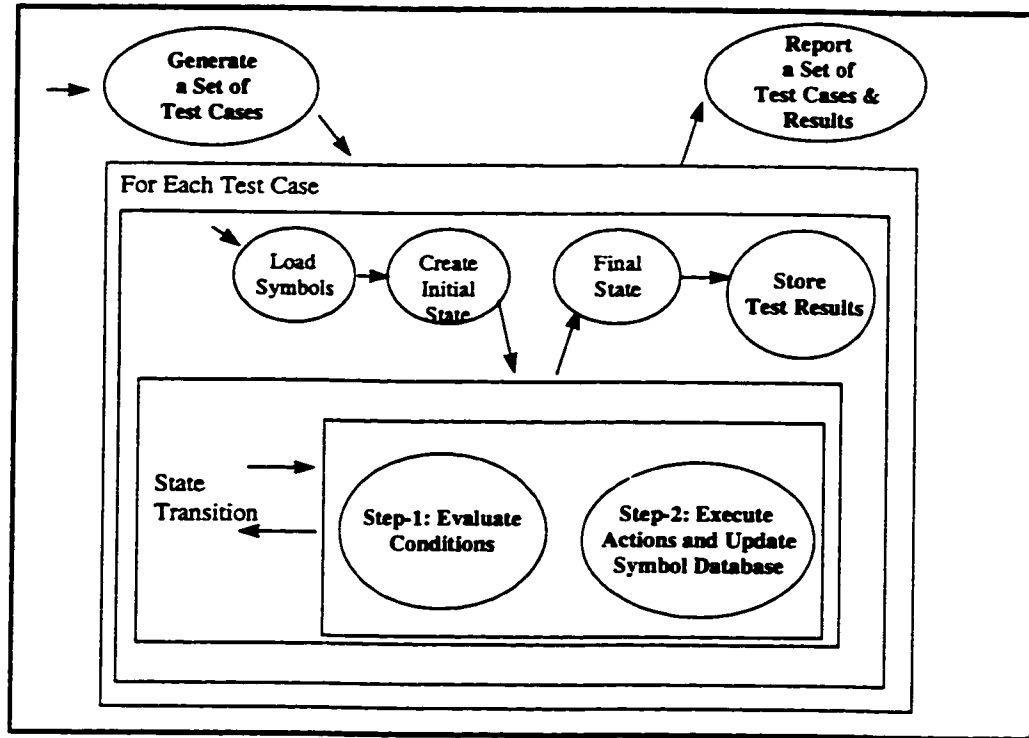 Generate
a Set of
Test Cases
Report
a Set of
Test Cases &
Results
For Each Test Case
Load
Symbols
Create
Initial
State
Final
State
Store
Test Results
State
Transition
Step-1: Evaluate
Conditions
Step-2: Execute
Actions and Update
Symbol Database